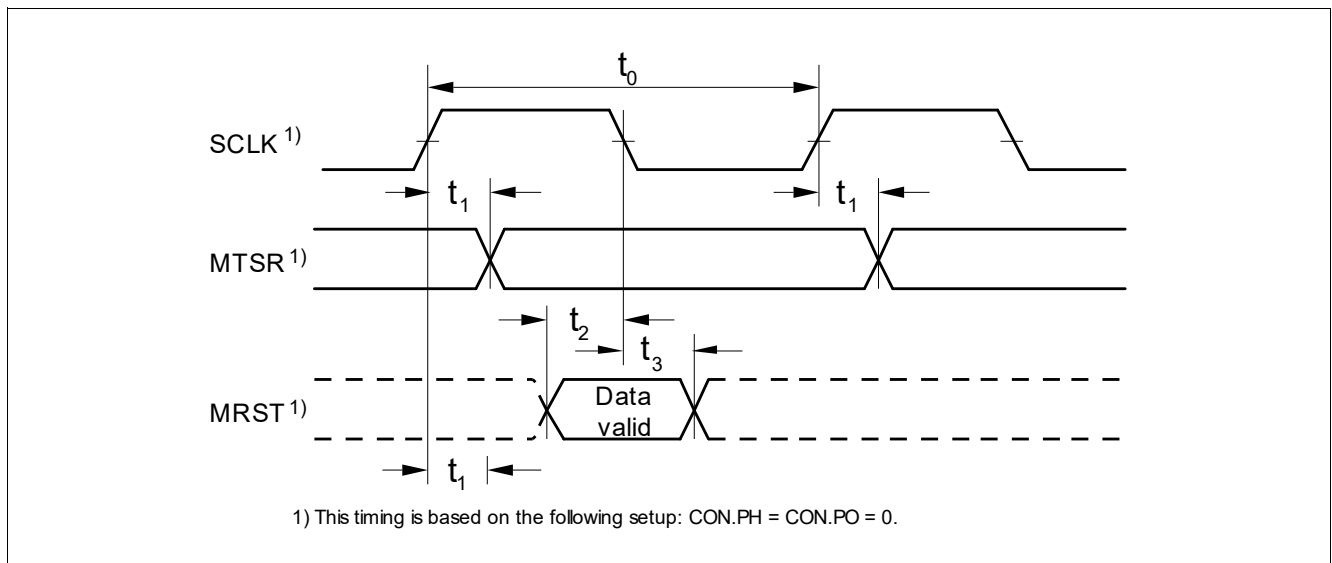 t0
SCLK 1)
t1 t1
MTSR 1)
t2
t3
MRST 1) Data
valid
t1
1) This timing is based on the following setup: CON.PH = CON.PO = 0.